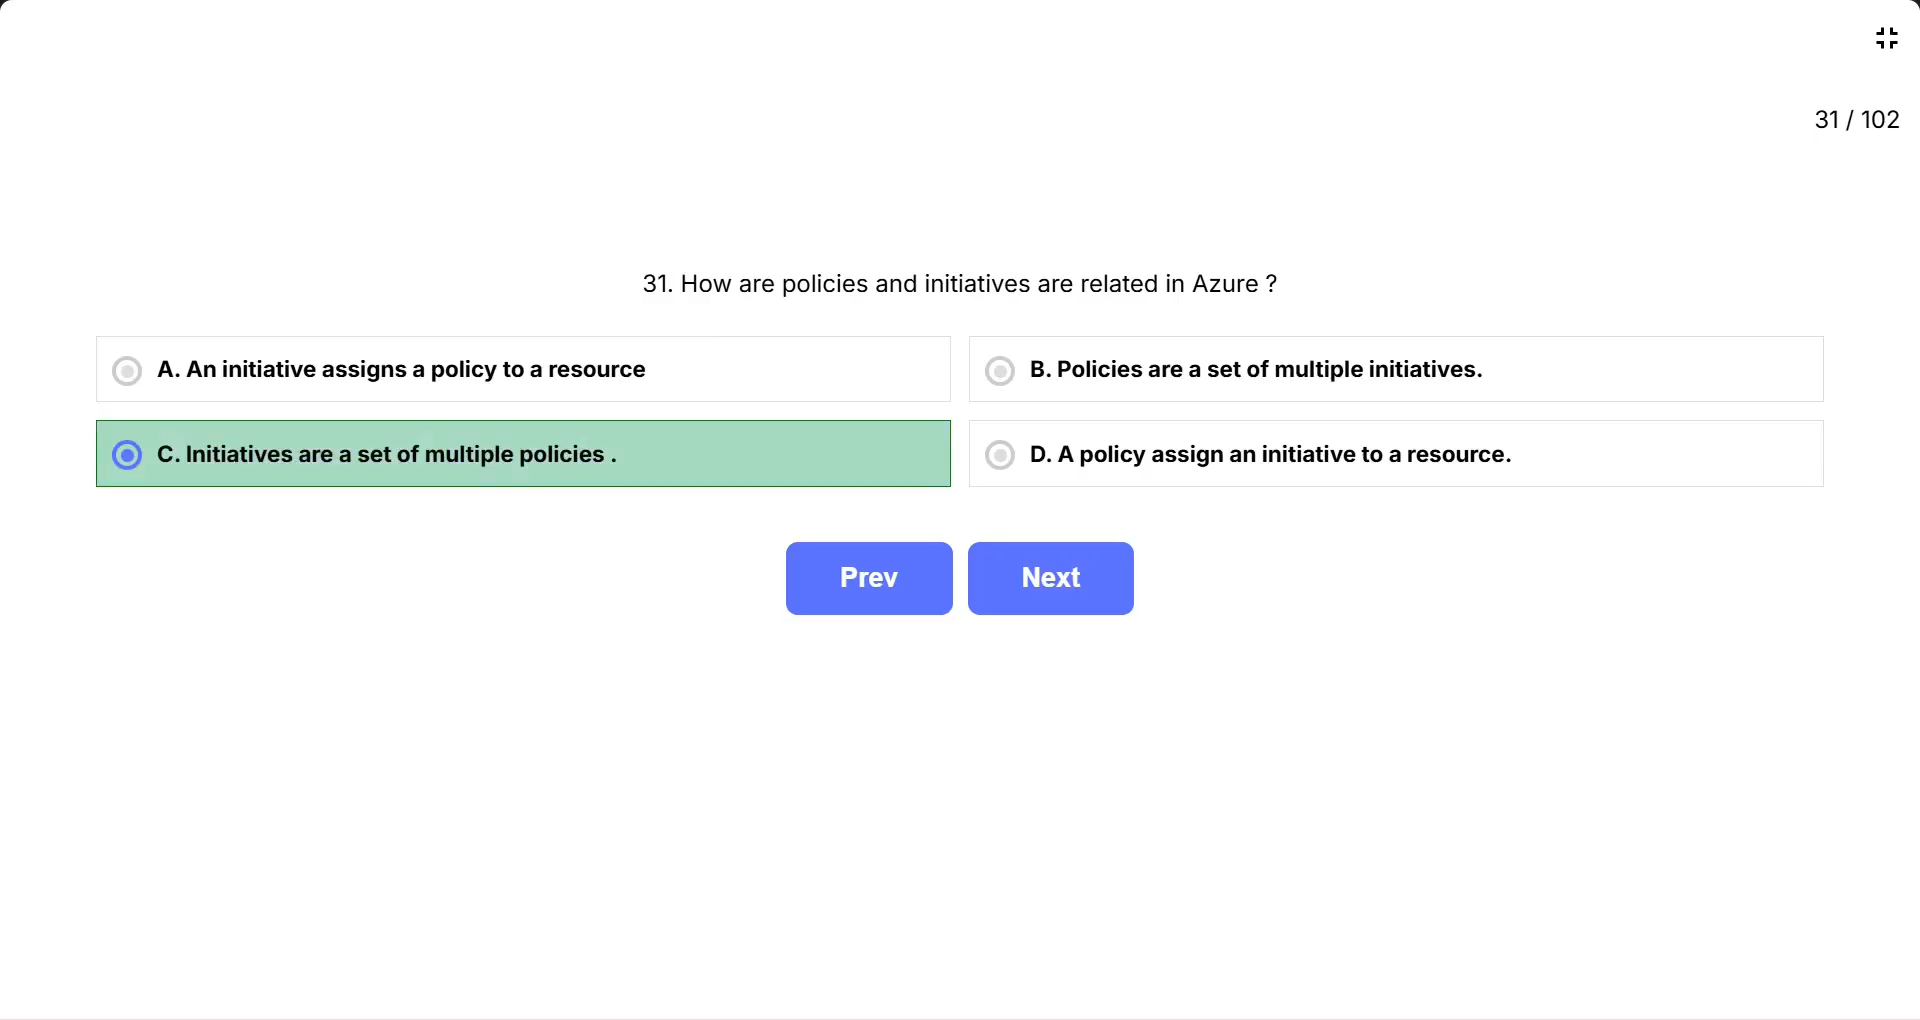 31 / 102
31. How are policies and initiatives are related in Azure ?
A. An initiative assigns a policy to a resource
B. Policies are a set of multiple initiatives.
C. Initiatives are a set of multiple policies .
D. A policy assign an initiative to a resource.
Prev
Next